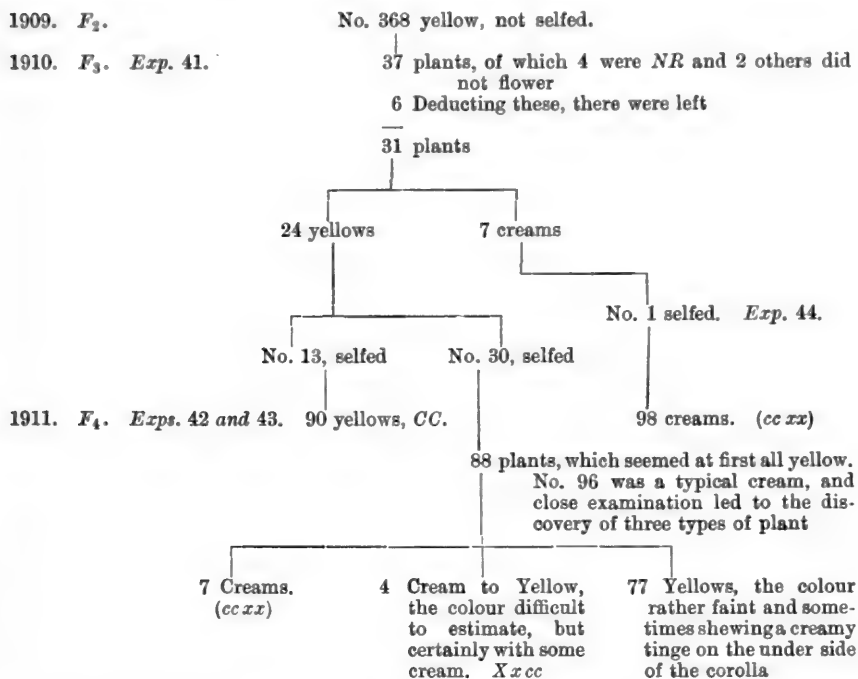 1909. F₂. No. 368 yellow, not selfed.
1910. F₃. Exp. 41. 37 plants, of which 4 were NR and 2 others did
not flower
6 Deducting these, there were left
31 plants
24 yellows 7 creams
No. 1 selfed. Exp. 44.
No. 13, selfed No. 30, selfed
1911. F₄. Exps. 42 and 43. 90 yellows, CC. 98 creams. (cc xx)
88 plants, which seemed at first all yellow.
No. 96 was a typical cream, and
close examination led to the dis-
covery of three types of plant
7 Creams. 4 Cream to Yellow, 77 Yellows, the colour
(cc xx) the colour difficult rather faint and some-
to estimate, but times shewing a creamy
certainly with some tinge on the under side
cream. Xx cc of the corolla